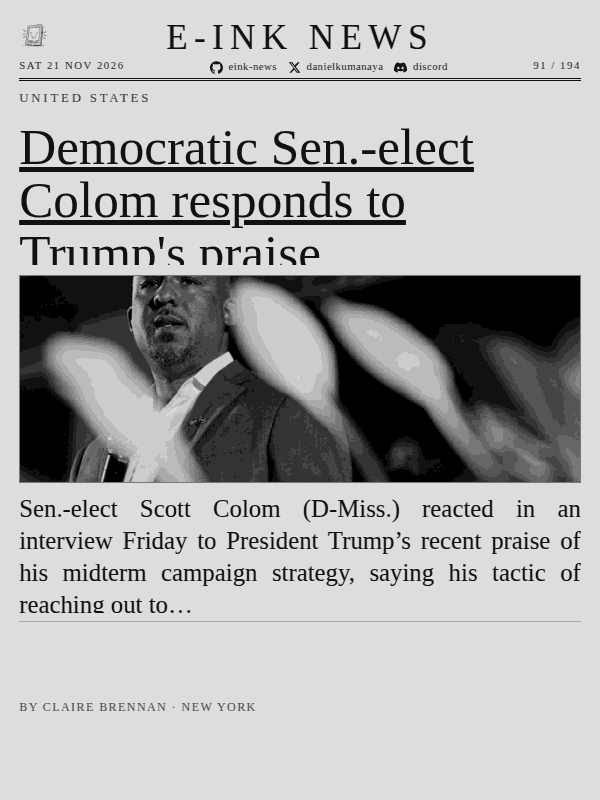 E-INK NEWS
SAT 21 NOV 2026
eink-news danielkumanaya discord
91 / 194
UNITED STATES
Democratic Sen.-elect
Colom responds to
Trump's praise
Sen.-elect Scott Colom (D-Miss.) reacted in an
interview Friday to President Trump’s recent praise of
his midterm campaign strategy, saying his tactic of
reaching out to…
BY CLAIRE BRENNAN · NEW YORK